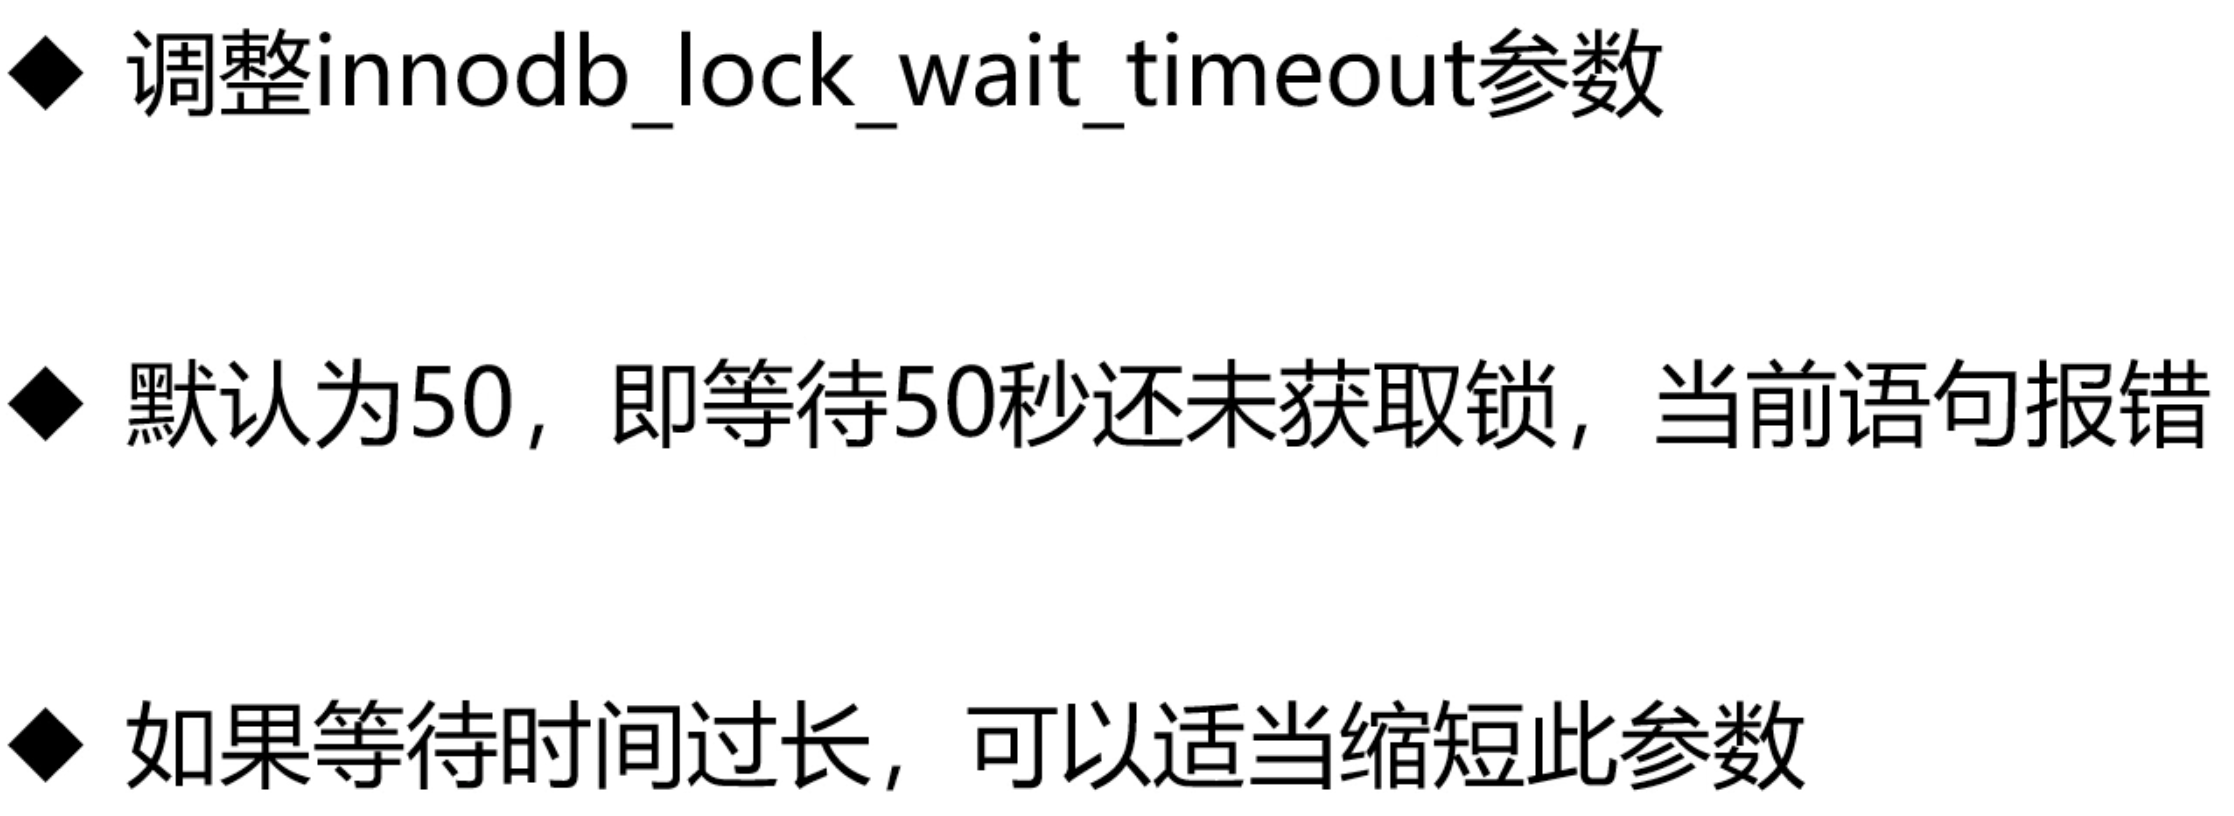 ◆ 调整innodb_lock_wait_timeout参数
◆ 默认为50，即等待50秒还未获取锁，当前语句报错
◆ 如果等待时间过长，可以适当缩短此参数